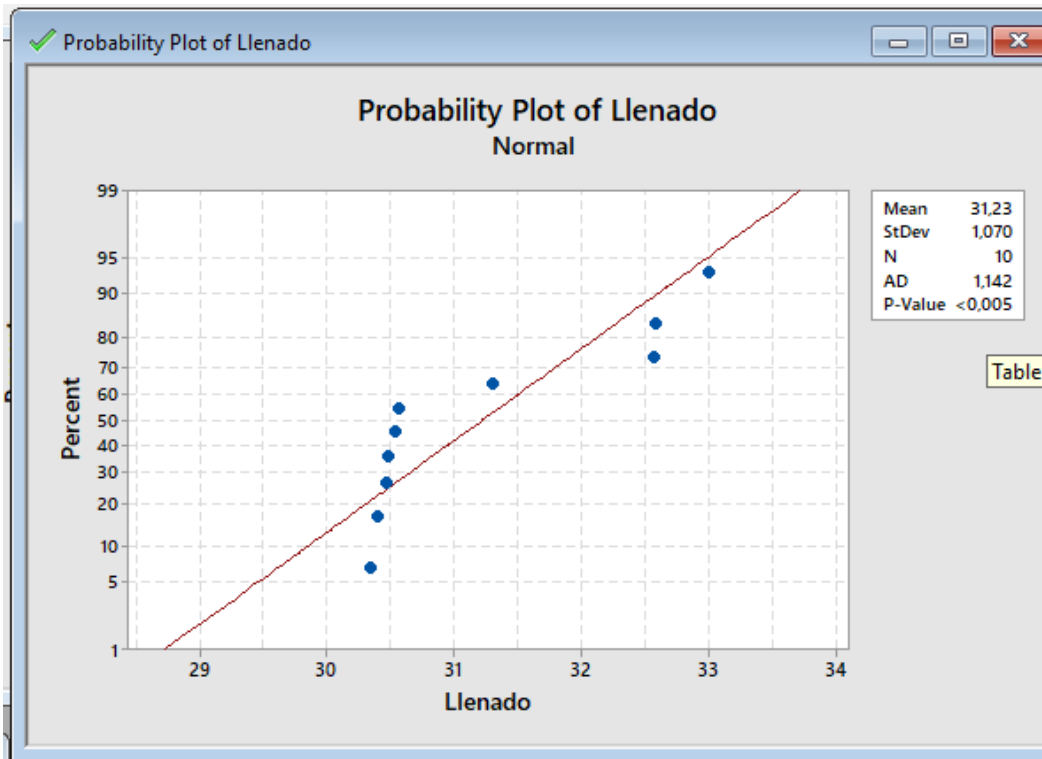 Probability Plot of Llenado
Probability Plot of Llenado
Normal
99
95
90
80
70
60
50
40
30
20
10
5
1
Percent
29 30 31 32 33 34
Llenado
Mean 31,23
StDev 1,070
N 10
AD 1,142
P-Value <0,005
Table